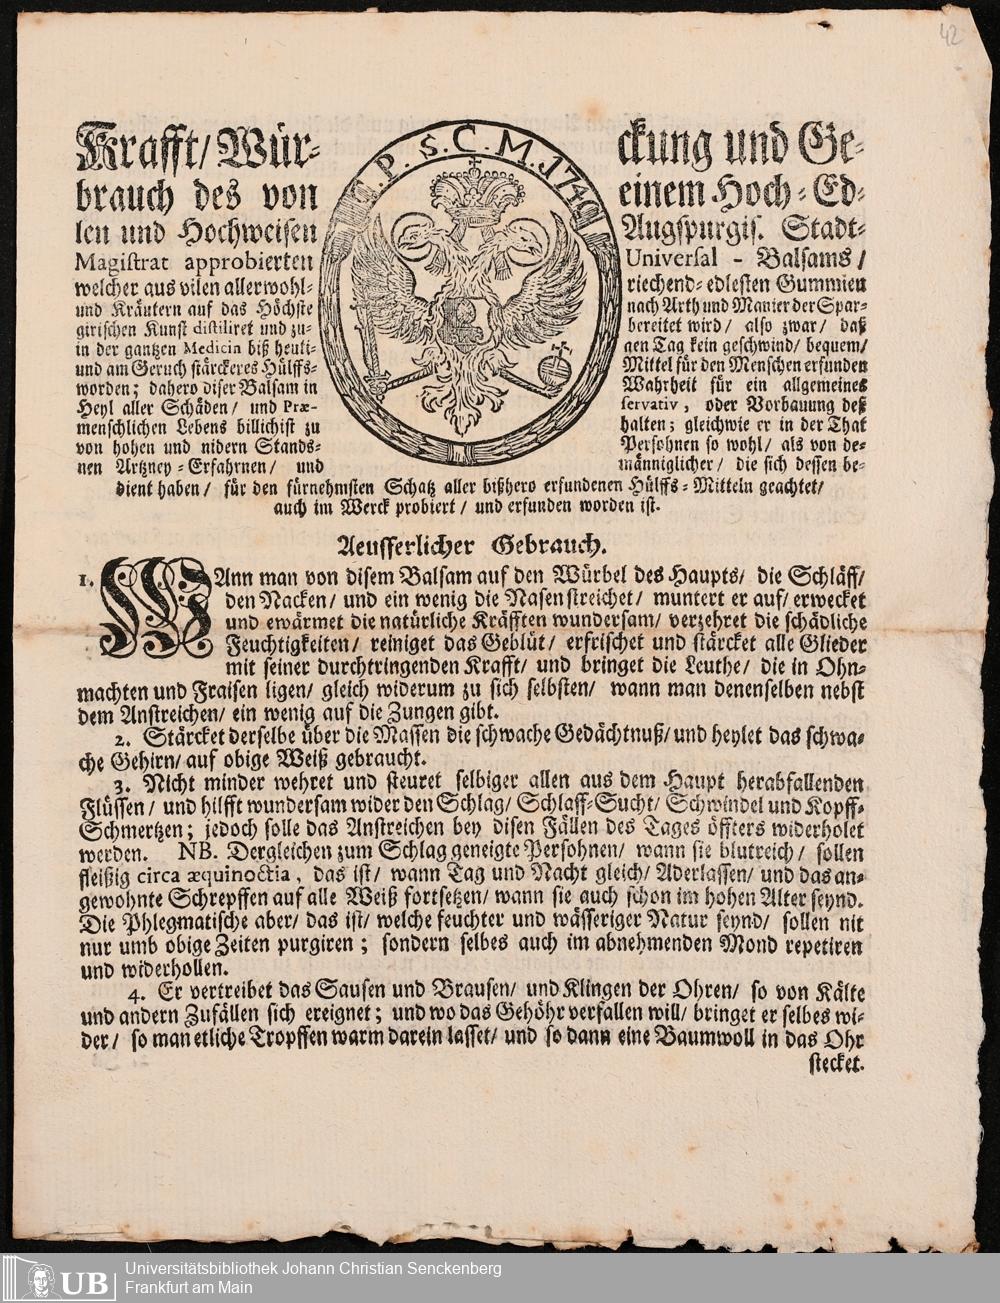 42
C. P. S. C. M. 1740
Krafft/ Wür- ckung und Ge-
brauch des von einem Hoch-Ed-
len und Hochweisen Augspurgis. Stadt-
Magistrat approbierten Universal-Balsams/
welcher aus vilen allerwohl- riechend-edlesten Gummien
und Kräutern auf das Höchste nach Arth und Manier der Spar-
girischen Kunst distiliret und zu- bereitet wird/ also zwar/ daß
in der gantzen Medicin biß heuti- gen Tag kein geschwind/ bequem/
und am Geruch stärckeres Hülffs- Mittel für den Menschen erfunden
worden; dahero diser Balsam in Wahrheit für ein allgemeines
Heyl aller Schäden/ und Præ- servativ, oder Vorbauung deß
menschlichen Lebens billichist zu halten; gleichwie er in der That
von hohen und nidern Stands- Persohnen so wohl/ als von de-
nen Artzney-Erfahrnen/ und männiglicher/ die sich dessen be-
dient haben/ für den fürnehmsten Schatz aller bißhero erfundenen Hülffs-Mitteln geachtet/
auch im Werck probiert/ und erfunden worden ist.
Aeusserlicher Gebrauch.
1. WAnn man von disem Balsam auf den Würbel des Haupts/ die Schläff/
den Nacken/ und ein wenig die Nasen streichet/ muntert er auf/ erwecket
und ewärmet die natürliche Kräfften wundersam/ verzehret die schädliche
Feuchtigkeiten/ reiniget das Geblüt/ erfrischet und stärcket alle Glieder
mit seiner durchtringenden Krafft/ und bringet die Leuthe/ die in Ohn-
machten und Fraisen ligen/ gleich widerum zu sich selbsten/ wann man denenselben nebst
dem Anstreichen/ ein wenig auf die Zungen gibt.
2. Stärcket derselbe über die Massen die schwache Gedächtnuß/ und heylet das schwa-
che Gehirn/ auf obige Weiß gebraucht.
3. Nicht minder wehret und steuret selbiger allen aus dem Haupt herabfallenden
Flüssen/ und hilfft wundersam wider den Schlag/ Schlaff-Sucht/ Schwindel und Kopff-
Schmertzen; jedoch solle das Anstreichen bey disen Fällen des Tages öffters widerholet
werden. NB. Dergleichen zum Schlag geneigte Persohnen/ wann sie blutreich/ sollen
fleißig circa æquinoctia, das ist/ wann Tag und Nacht gleich/ Aderlassen/ und das an-
gewohnte Schrepffen auf alle Weiß fortsetzen/ wann sie auch schon im hohen Alter seynd.
Die Phlegmatische aber/ das ist/ welche feuchter und wässeriger Natur seynd/ sollen nit
nur umb obige Zeiten purgiren; sondern selbes auch im abnehmenden Mond repetiren
und widerhollen.
4. Er vertreibet das Sausen und Brausen/ und Klingen der Ohren/ so von Kälte
und andern Zufällen sich ereignet; und wo das Gehöhr verfallen will/ bringet er selbes wi-
der/ so man etliche Tropffen warm darein lasset/ und so dann eine Baumwoll in das Ohr
stecket.
UB Universitätsbibliothek Johann Christian Senckenberg
Frankfurt am Main